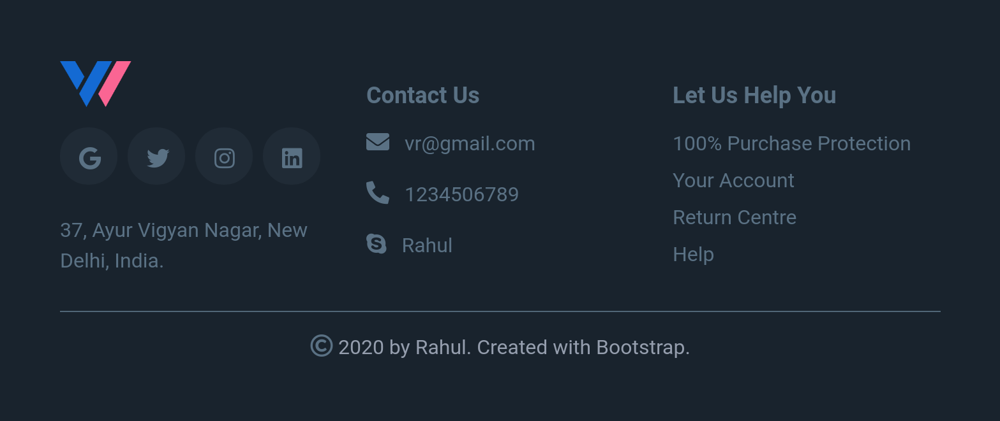 37, Ayur Vigyan Nagar, New
Delhi, India.
Contact Us
vr@gmail.com
1234506789
Rahul
Let Us Help You
100% Purchase Protection
Your Account
Return Centre
Help
© 2020 by Rahul. Created with Bootstrap.